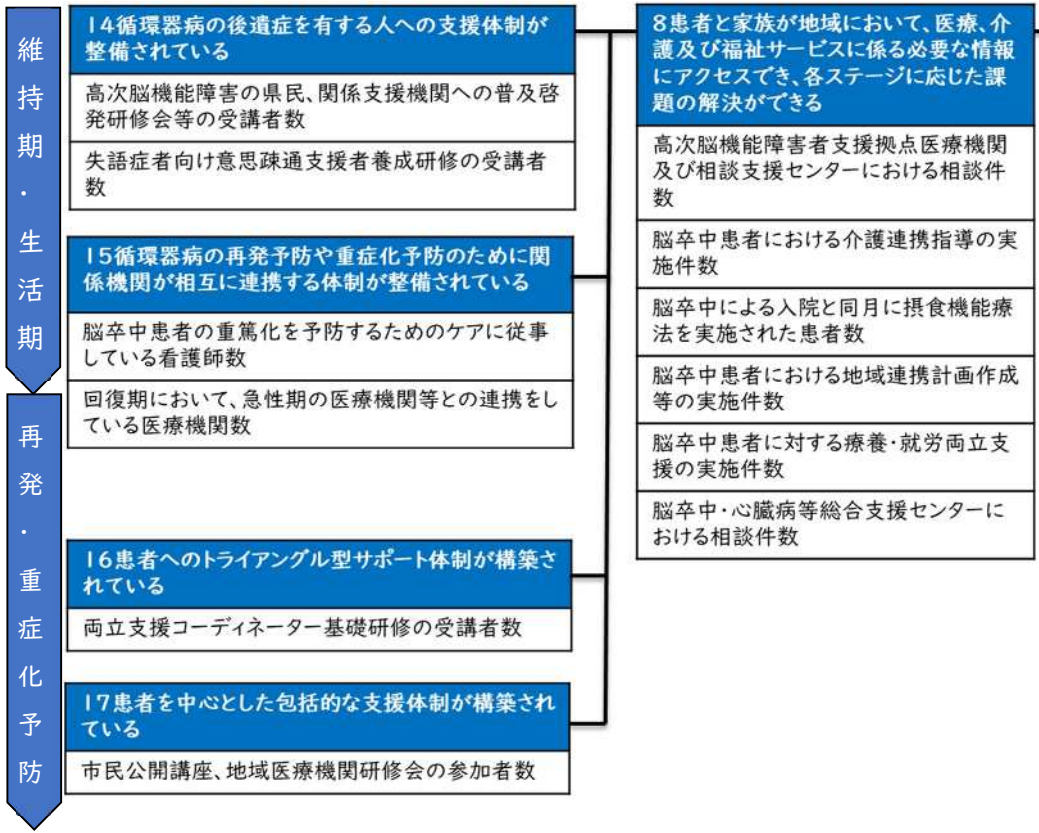 維持期・生活期
14循環器病の後遺症を有する人への支援体制が
整備されている
高次脳機能障害の県民、関係支援機関への普及啓
発研修会等の受講者数
失語症者向け意思疎通支援者養成研修の受講者
数
15循環器病の再発予防や重症化予防のために関
係機関が相互に連携する体制が整備されている
脳卒中患者の重篤化を予防するためのケアに従事
している看護師数
回復期において、急性期の医療機関等との連携をし
ている医療機関数
再発・重症化予防
16患者へのトライアングル型サポート体制が構築さ
れている
両立支援コーディネーター基礎研修の受講者数
17患者を中心とした包括的な支援体制が構築され
ている
市民公開講座、地域医療機関研修会の参加者数
8患者と家族が地域において、医療、介
護及び福祉サービスに係る必要な情報
にアクセスでき、各ステージに応じた課
題の解決ができる
高次脳機能障害者支援拠点医療機関
及び相談支援センターにおける相談件
数
脳卒中患者における介護連携指導の実
施件数
脳卒中による入院と同月に摂食機能療
法を実施された患者数
脳卒中患者における地域連携計画作成
等の実施件数
脳卒中患者に対する療養・就労両立支
援の実施件数
脳卒中・心臓病等総合支援センターに
おける相談件数